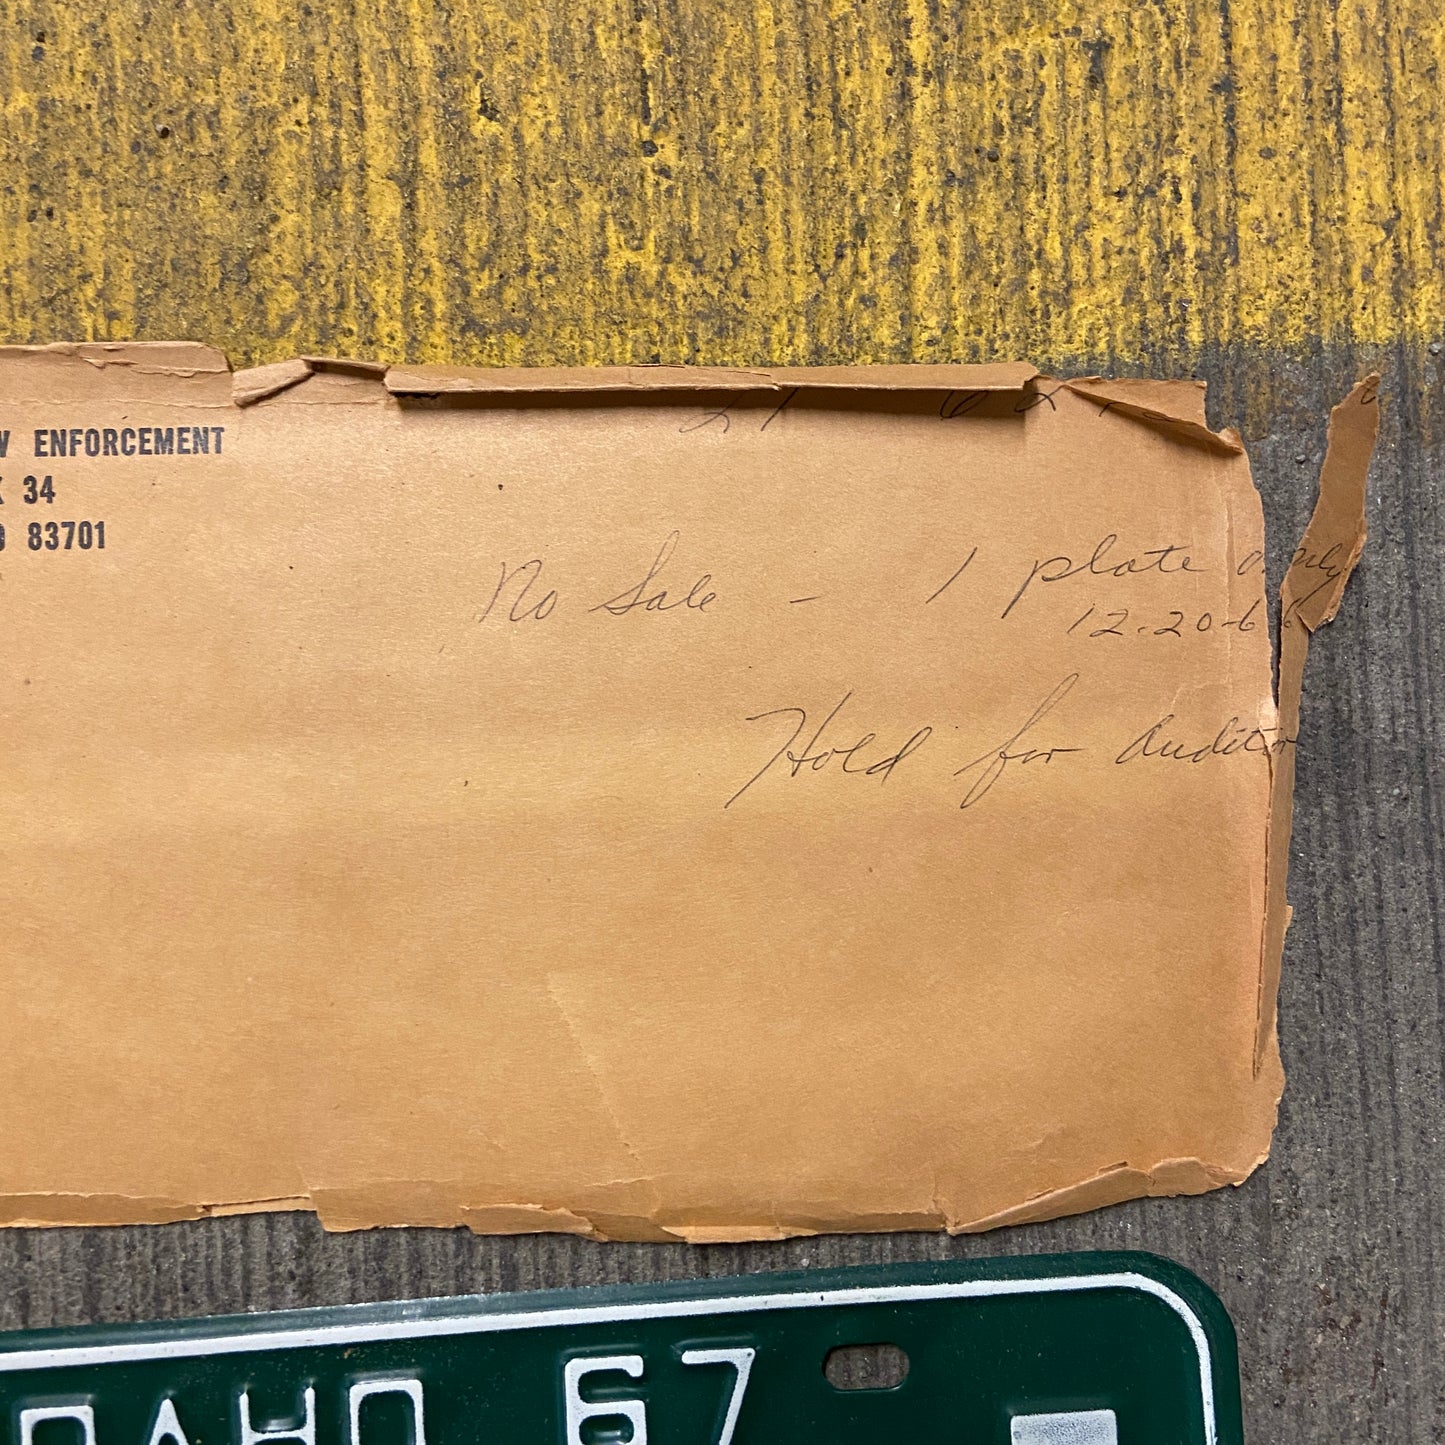 ENFORCEMENT
34
83701
No Sale - 1 plate only
12-20-66
Hold for Auditor
IDAHO 67